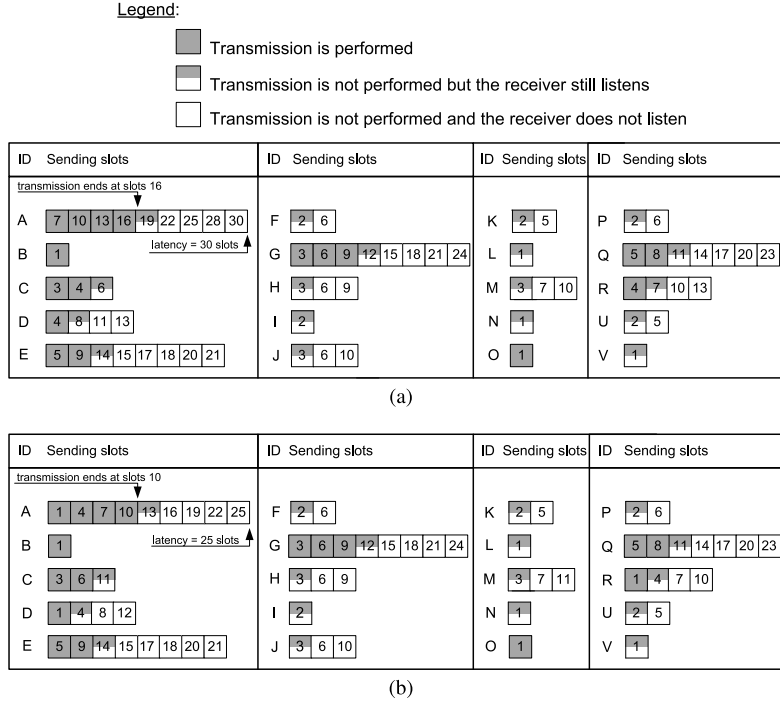 Legend:
Transmission is performed
Transmission is not performed but the receiver still listens
Transmission is not performed and the receiver does not listen
ID Sending slots ID Sending slots ID Sending slots ID Sending slots
transmission ends at slots 16
A 7 10 13 16 19 22 25 28 30 F 2 6 K 2 5 P 2 6
latency = 30 slots
B 1 G 3 6 9 12 15 18 21 24 L 1 Q 5 8 11 14 17 20 23
C 3 4 6 H 3 6 9 M 3 7 10 R 4 7 10 13
D 4 8 11 13 I 2 N 1 U 2 5
E 5 9 14 15 17 18 20 21 J 3 6 10 O 1 V 1
(a)
ID Sending slots ID Sending slots ID Sending slots ID Sending slots
transmission ends at slots 10
A 1 4 7 10 13 16 19 22 25 F 2 6 K 2 5 P 2 6
latency = 25 slots
B 1 G 3 6 9 12 15 18 21 24 L 1 Q 5 8 11 14 17 20 23
C 3 6 11 H 3 6 9 M 3 7 11 R 1 4 7 10
D 1 4 8 12 I 2 N 1 U 2 5
E 5 9 14 15 17 18 20 21 J 3 6 10 O 1 V 1
(b)